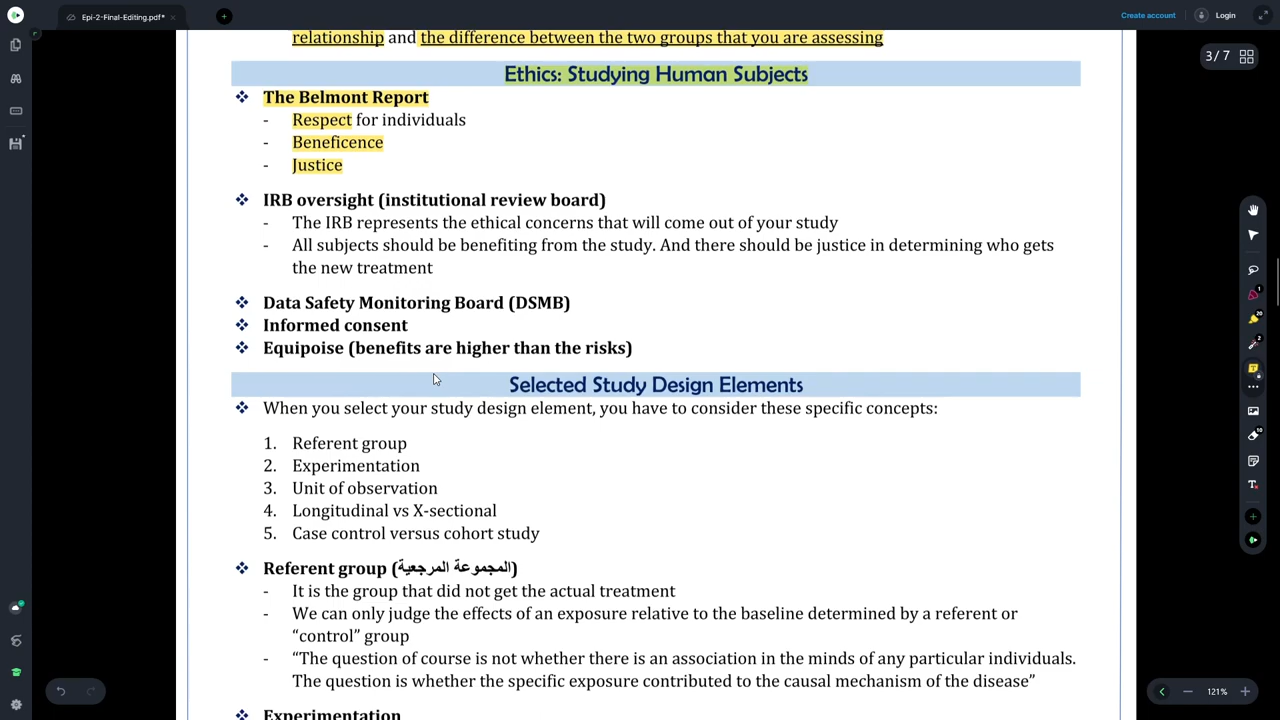 Epi-2-Final-Editing.pdf*
Create account
Login
3/ 7
relationship and the difference between the two groups that you are assessing
Ethics: Studying Human Subjects
❖ The Belmont Report
- Respect for individuals
- Beneficence
- Justice
❖ IRB oversight (institutional review board)
- The IRB represents the ethical concerns that will come out of your study
- All subjects should be benefiting from the study. And there should be justice in determining who gets
the new treatment
❖ Data Safety Monitoring Board (DSMB)
❖ Informed consent
❖ Equipoise (benefits are higher than the risks)
Selected Study Design Elements
❖ When you select your study design element, you have to consider these specific concepts:
1. Referent group
2. Experimentation
3. Unit of observation
4. Longitudinal vs X-sectional
5. Case control versus cohort study
❖ Referent group (المجموعة المرجعية)
- It is the group that did not get the actual treatment
- We can only judge the effects of an exposure relative to the baseline determined by a referent or
“control” group
- “The question of course is not whether there is an association in the minds of any particular individuals.
The question is whether the specific exposure contributed to the causal mechanism of the disease”
❖ Experimentation
121%